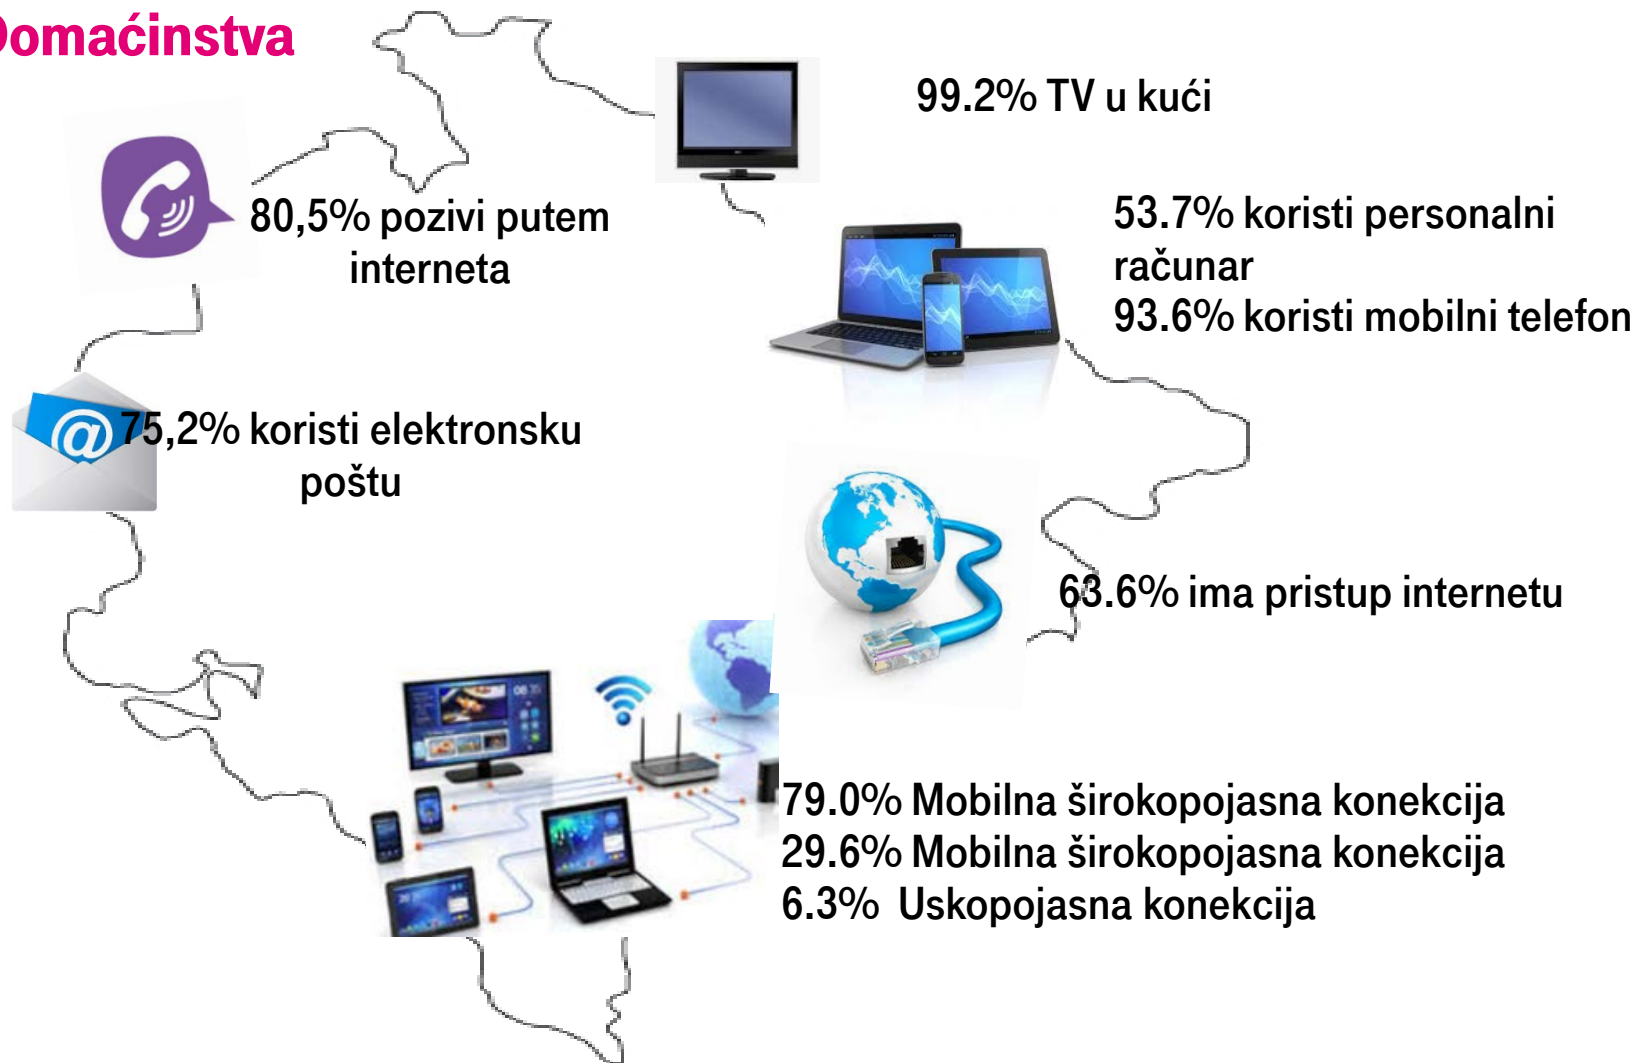 Domaćinstva
99.2% TV u kući
80,5% pozivi putem
interneta
53.7% koristi personalni
računar
93.6% koristi mobilni telefon
@
75,2% koristi elektronsku
poštu
63.6% ima pristup internetu
79.0% Mobilna širokopojasna konekcija
29.6% Mobilna širokopojasna konekcija
6.3% Uskopojasna konekcija